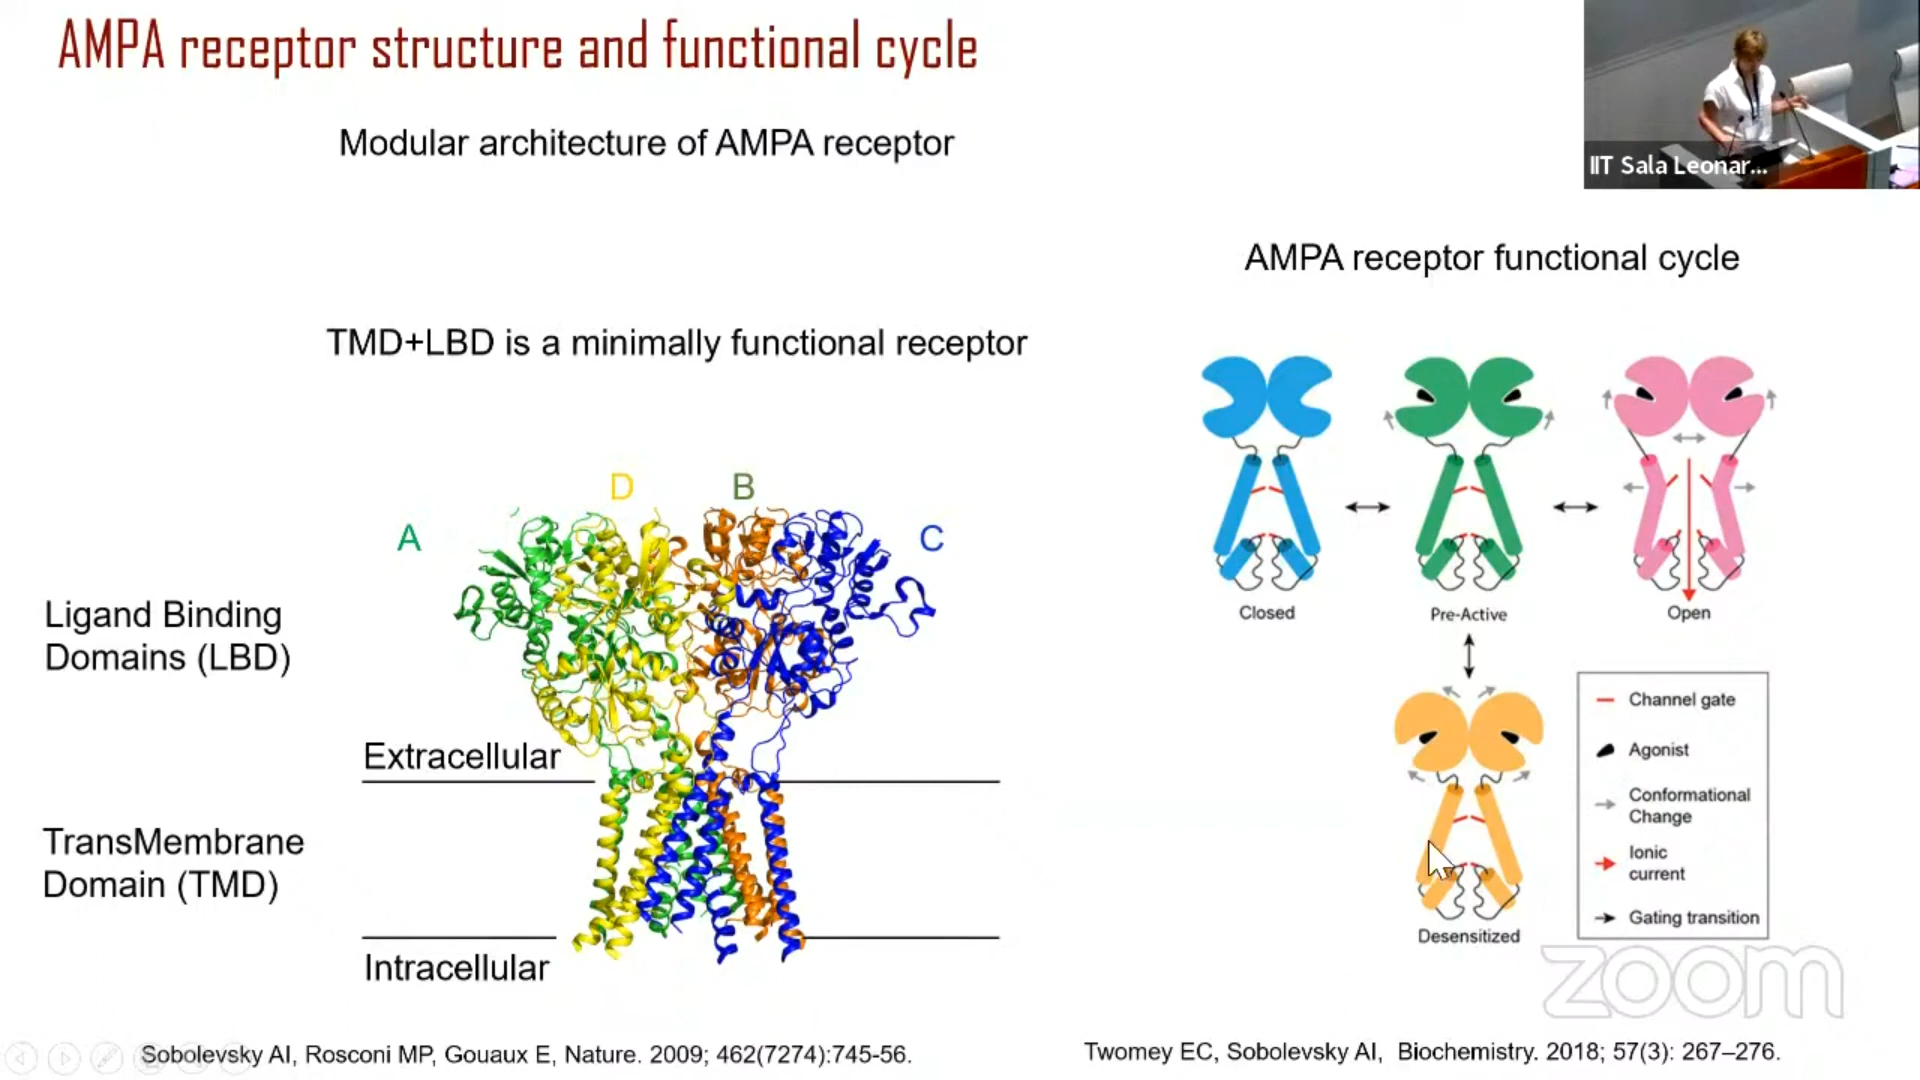 AMPA receptor structure and functional cycle
Modular architecture of AMPA receptor
IIT Sala Leonar...
AMPA receptor functional cycle
TMD+LBD is a minimally functional receptor
D
B
A
C
Ligand Binding
Domains (LBD)
Extracellular
TransMembrane
Domain (TMD)
Intracellular
Closed
Pre-Active
Open
Desensitized
Channel gate
Agonist
Conformational
Change
Ionic
current
Gating transition
zoom
Sobolevsky AI, Rosconi MP, Gouaux E, Nature. 2009; 462(7274):745-56.
Twomey EC, Sobolevsky AI, Biochemistry. 2018; 57(3): 267–276.